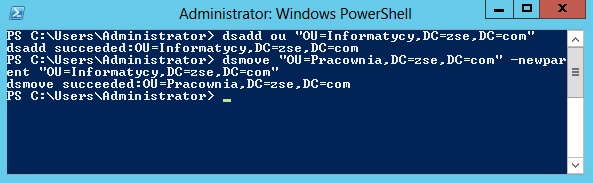 Administrator: Windows PowerShell
PS C:\Users\Administrator> dsadd ou "OU=Informatycy,DC=zse,DC=com"
dsadd succeeded:OU=Informatycy,DC=zse,DC=com
PS C:\Users\Administrator> dsmove "OU=Pracownia,DC=zse,DC=com" -newpar
ent "OU=Informatycy,DC=zse,DC=com"
dsmove succeeded:OU=Pracownia,DC=zse,DC=com
PS C:\Users\Administrator> _